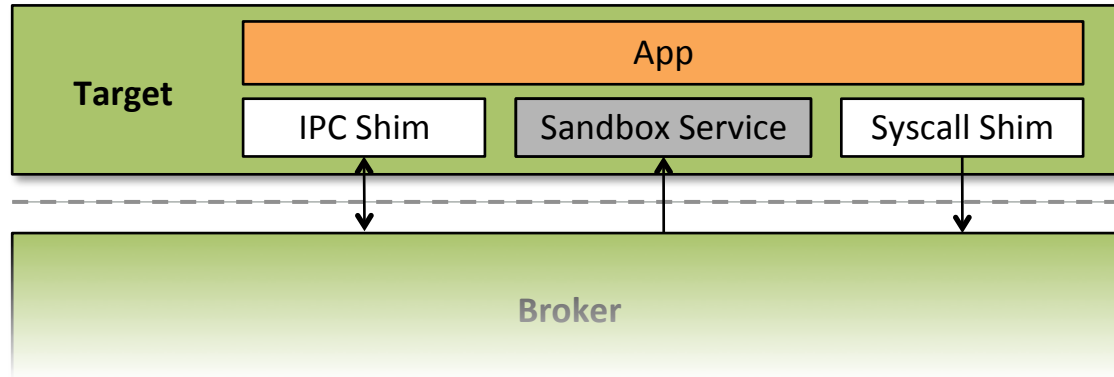 App
Target
IPC Shim
Sandbox Service
Syscall Shim
Broker